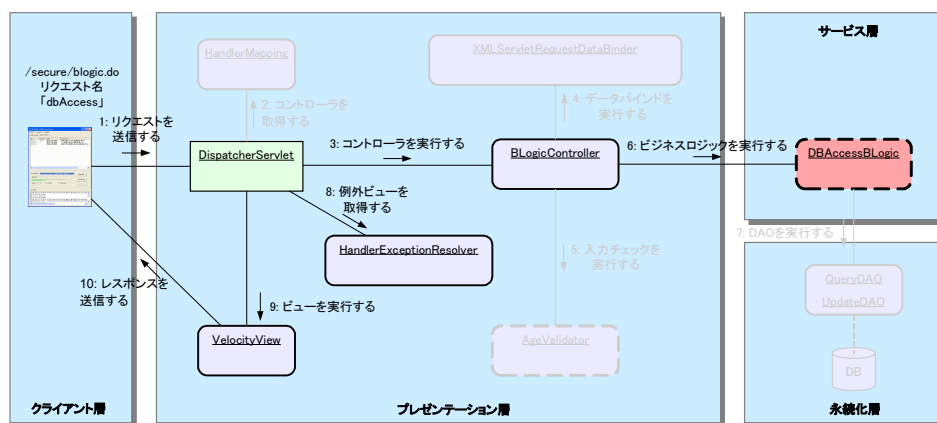 サービス層
HandlerMapping
XMLServletRequestDataBinder
/secure/blogic.do
リクエスト名
「dbAccess」
2: コントローラを
取得する
4: データバインドを
実行する
1: リクエストを
送信する
3: コントローラを実行する
6: ビジネスロジックを実行する
DispatcherServlet
BLogicController
DBAccessBLogic
8: 例外ビューを
取得する
7: DAOを実行する
HandlerExceptionResolver
5: 入力チェックを
実行する
10: レスポンスを
送信する
QueryDAO
UpdateDAO
9: ビューを実行する
VelocityView
AgeValidator
DB
クライアント層
プレゼンテーション層
永続化層